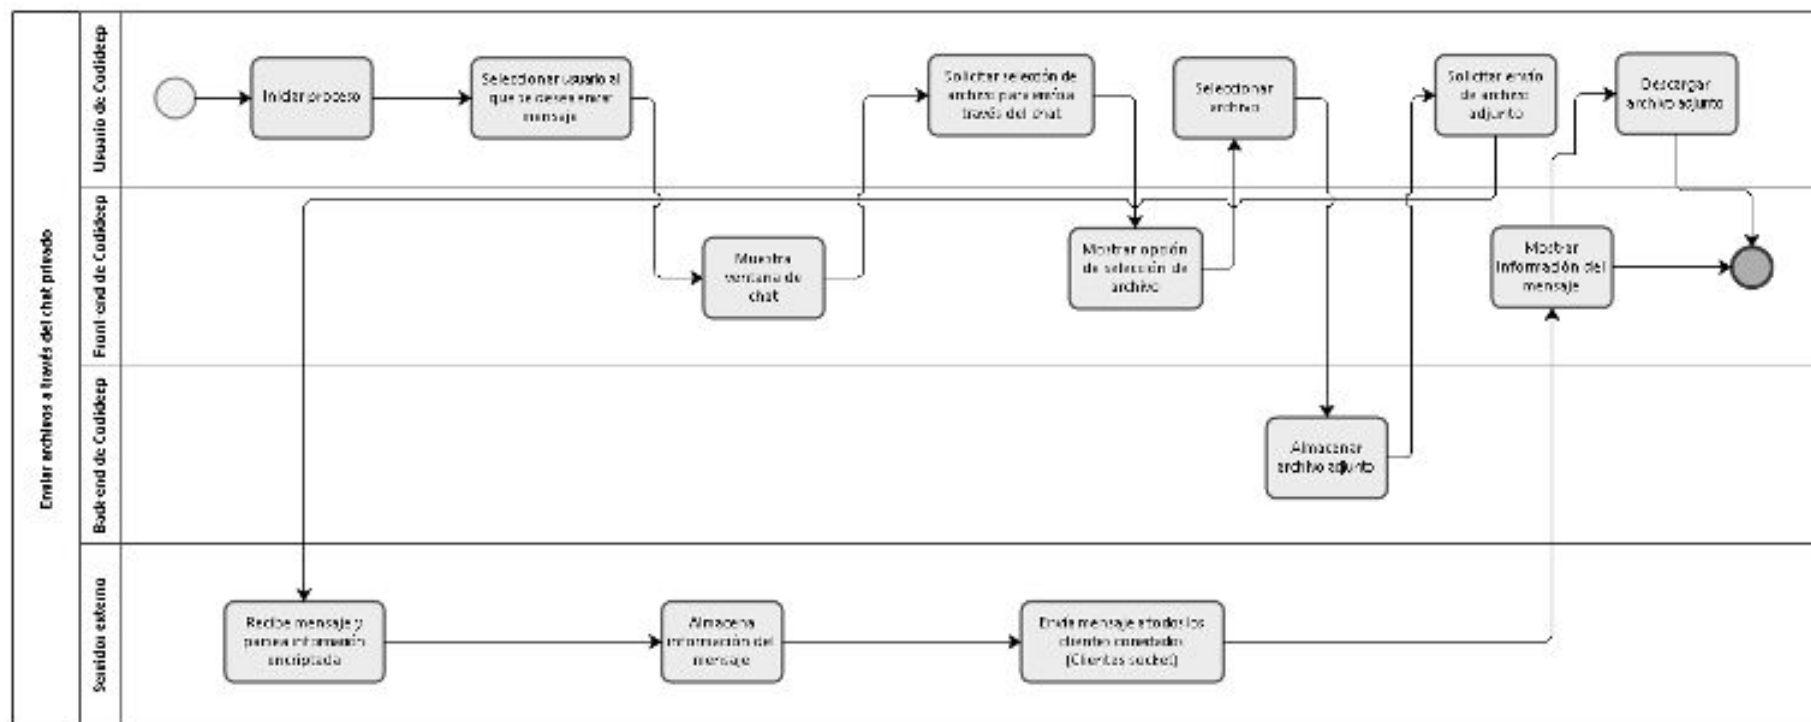 Enviar archivos a través del chat privado
Usuario de Codideep
Iniciar proceso
Seleccionar usuario al
que se desea enviar
mensaje
Solicitar selección de
archivo para envío a
través del chat
Seleccionar
archivo
Solicitar envío
de archivo
adjunto
Descargar
archivo adjunto
Front-end de Codideep
Muestra
ventana de
chat
Mostrar opción
de selección de
archivo
Mostrar
información del
mensaje
Back-end de Codideep
Almacenar
archivo adjunto
Servidor externo
Recibe mensaje y
parsea información
encriptada
Almacena
información del
mensaje
Envía mensaje a todos los
clientes conectados
(Clientes socket)